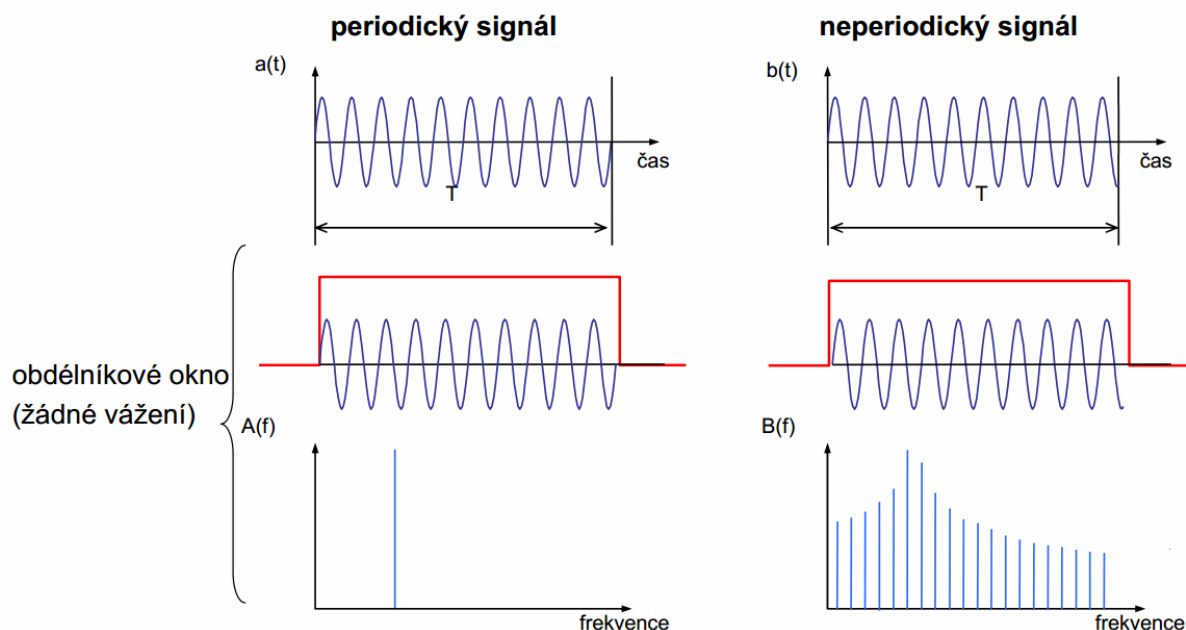 periodický signál
neperiodický signál
a(t)
b(t)
čas
čas
T
T
obdélníkové okno
(žádné vážení)
A(f)
B(f)
frekvence
frekvence